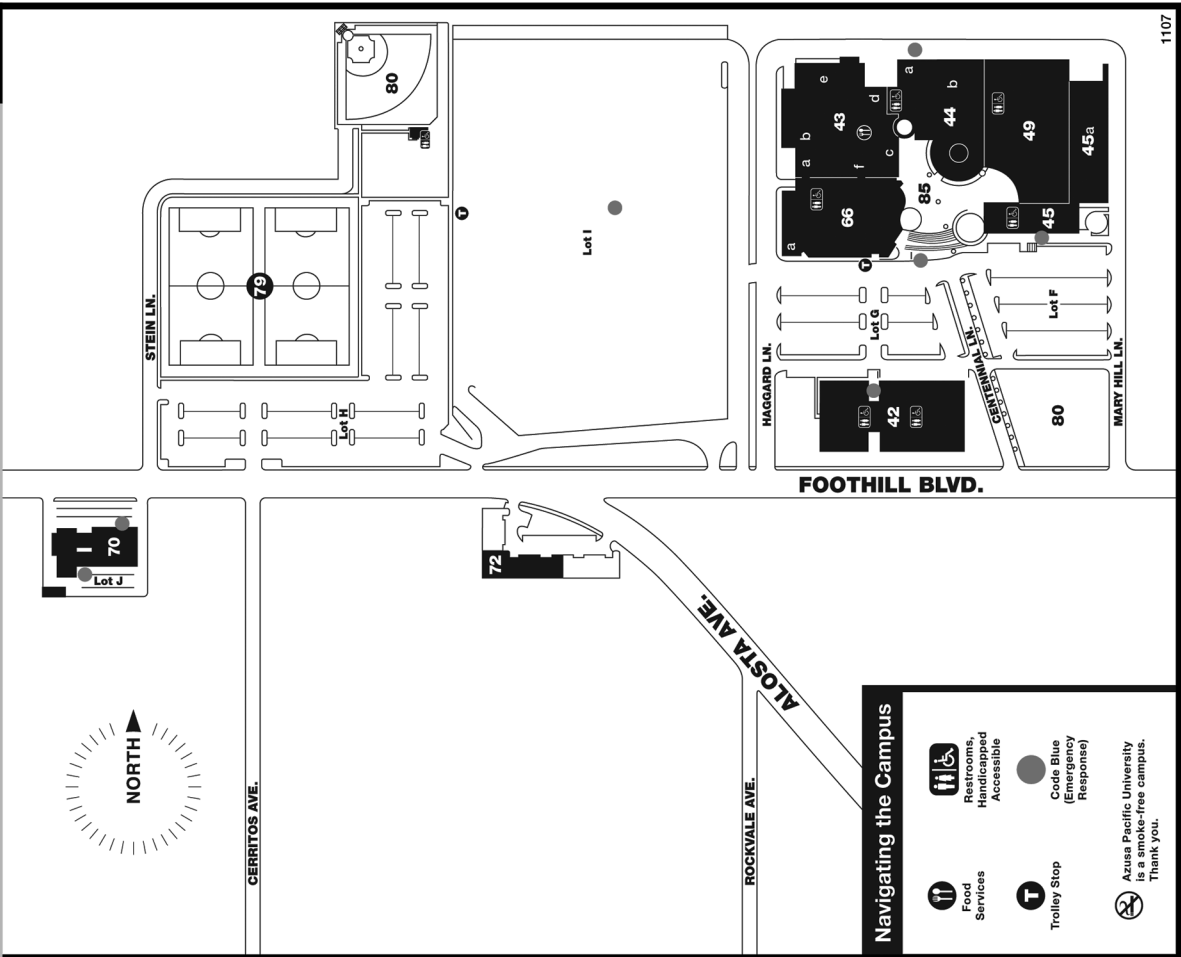 1107
80
79
STEIN LN.
Lot H
T
Lot I
43
a
b
c
d
e
f
44
a
b
49
45a
45
66
a
85
T
Lot G
Lot F
HAGGARD LN.
CENTENNIAL LN.
MARY HILL LN.
42
80
FOOTHILL BLVD.
70
Lot J
72
ALOSTA AVE.
NORTH
CERRITOS AVE.
ROCKVALE AVE.
Navigating the Campus
Restrooms,
Handicapped
Accessible
Code Blue
(Emergency
Response)
Food
Services
T
Trolley Stop
Azusa Pacific University
is a smoke-free campus.
Thank you.